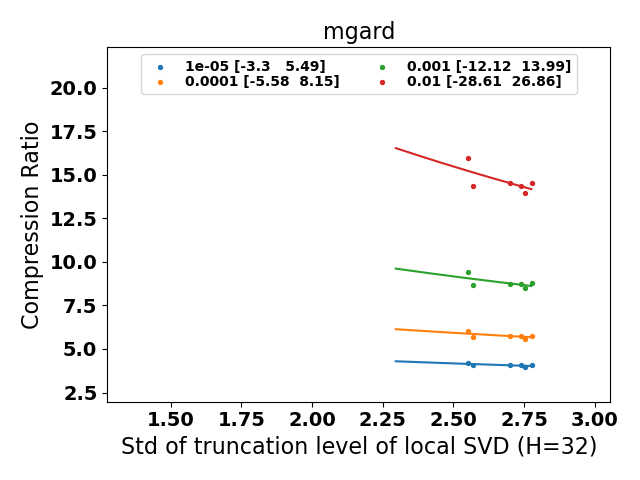 mgard
1e-05 [-3.3   5.49]
0.0001 [-5.58  8.15]
0.001 [-12.12  13.99]
0.01 [-28.61  26.86]
Compression Ratio
20.0
17.5
15.0
12.5
10.0
7.5
5.0
2.5
1.50 1.75 2.00 2.25 2.50 2.75 3.00
Std of truncation level of local SVD (H=32)